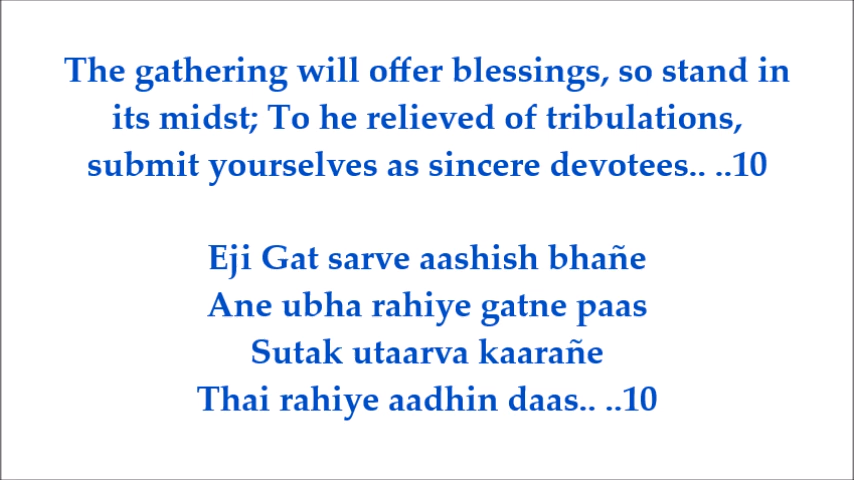 The gathering will offer blessings, so stand in
its midst; To he relieved of tribulations,
submit yourselves as sincere devotees.. ..10
Eji Gat sarve aashish bhañe
Ane ubha rahiye gatne paas
Sutak utaarva kaarañe
Thai rahiye aadhin daas.. ..10